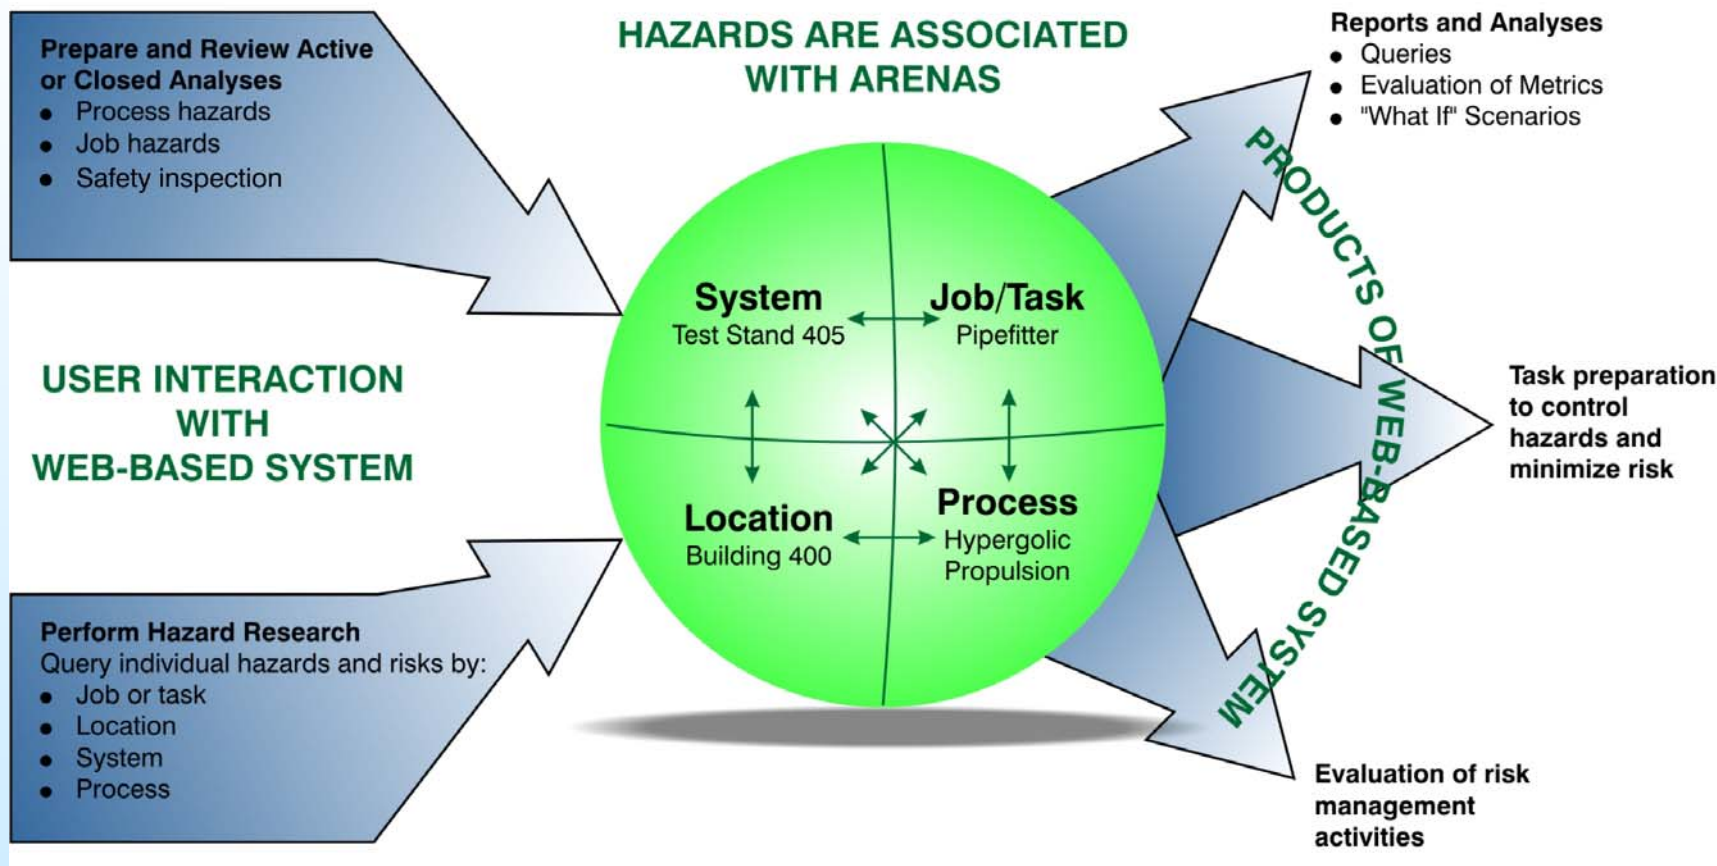 Prepare and Review Active
or Closed Analyses
● Process hazards
● Job hazards
● Safety inspection
USER INTERACTION
WITH
WEB-BASED SYSTEM
Perform Hazard Research
Query individual hazards and risks by:
● Job or task
● Location
● System
● Process
HAZARDS ARE ASSOCIATED
WITH ARENAS
System
Test Stand 405
Job/Task
Pipefitter
Location
Building 400
Process
Hypergolic
Propulsion
PRODUCTS OF WEB-BASED SYSTEM
Reports and Analyses
● Queries
● Evaluation of Metrics
● "What If" Scenarios
Task preparation
to control
hazards and
minimize risk
Evaluation of risk
management
activities